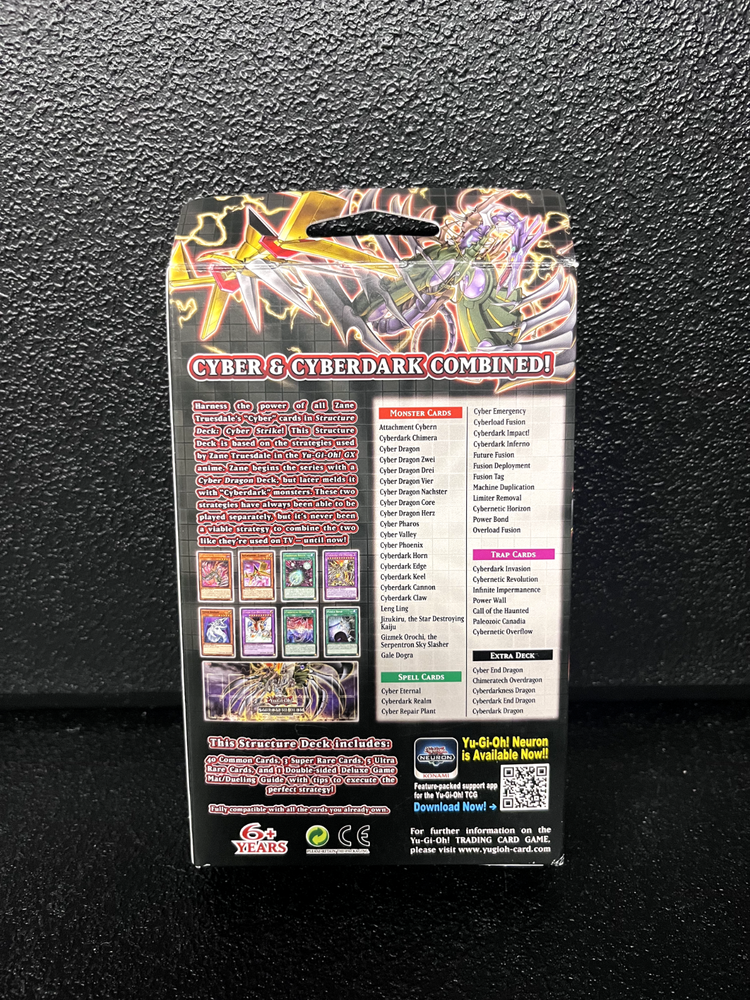 CYBER & CYBERDARK COMBINED!
Harness the power of all Zane
Truesdale's "Cyber" cards in Structure
Deck: Cyber Strike! This Structure
Deck is based on the strategies used
by Zane Truesdale in the Yu-Gi-Oh! GX
anime. Zane begins the series with a
Cyber Dragon Deck, but later melds it
with "Cyberdark" monsters. These two
strategies have always been able to be
played separately, but it's never been
a viable strategy to combine the two
like they're used on TV — until now!
MONSTER CARDS
Attachment Cybern
Cyberdark Chimera
Cyber Dragon
Cyber Dragon Zwei
Cyber Dragon Drei
Cyber Dragon Vier
Cyber Dragon Nachster
Cyber Dragon Core
Cyber Dragon Herz
Cyber Pharos
Cyber Valley
Cyber Phoenix
Cyberdark Horn
Cyberdark Edge
Cyberdark Keel
Cyberdark Cannon
Cyberdark Claw
Leng Ling
Jizukiru, the Star Destroying
Kaiju
Gizmek Orochi, the
Serpentron Sky Slasher
Gale Dogra
SPELL CARDS
Cyber Eternal
Cyberdark Realm
Cyber Repair Plant
Cyber Emergency
Cyberload Fusion
Cyberdark Impact!
Cyberdark Inferno
Future Fusion
Fusion Deployment
Fusion Tag
Machine Duplication
Limiter Removal
Cybernetic Horizon
Power Bond
Overload Fusion
TRAP CARDS
Cyberdark Invasion
Cybernetic Revolution
Infinite Impermanence
Power Wall
Call of the Haunted
Paleozoic Canadia
Cybernetic Overflow
EXTRA DECK
Cyber End Dragon
Chimeratech Overdragon
Cyberdarkness Dragon
Cyberdark End Dragon
Cyberdark Dragon
This Structure Deck includes:
40 Common Cards, 3 Super Rare Cards, 5 Ultra
Rare Cards, and 1 Double-sided Deluxe Game
Mat/Dueling Guide with tips to execute the
perfect strategy!
Fully compatible with all the cards you already own.
6+
YEARS
CE
NEURON
KONAMI
Yu-Gi-Oh! Neuron
is Available Now!!
Feature-packed support app
for the Yu-Gi-Oh! TCG
Download Now! →
For further information on the
Yu-Gi-Oh! TRADING CARD GAME,
please visit www.yugioh-card.com